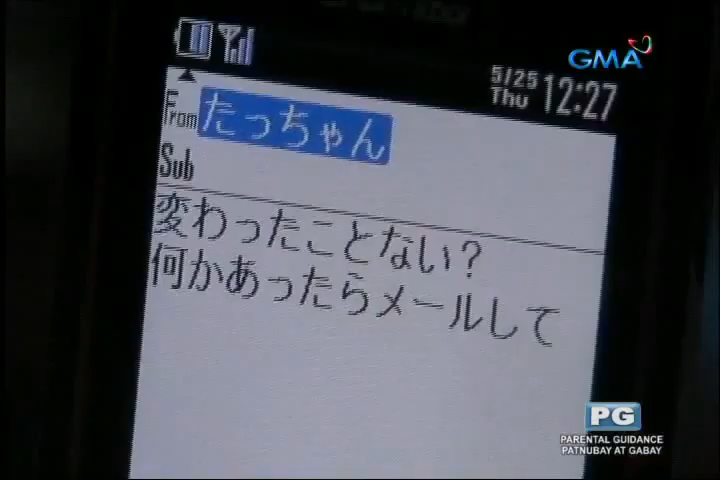 GMA
5/25
Thu 12:27
From たっちゃん
Sub
変わったことない？
何かあったらメールして
PG
PARENTAL GUIDANCE
PATNUBAY AT GABAY